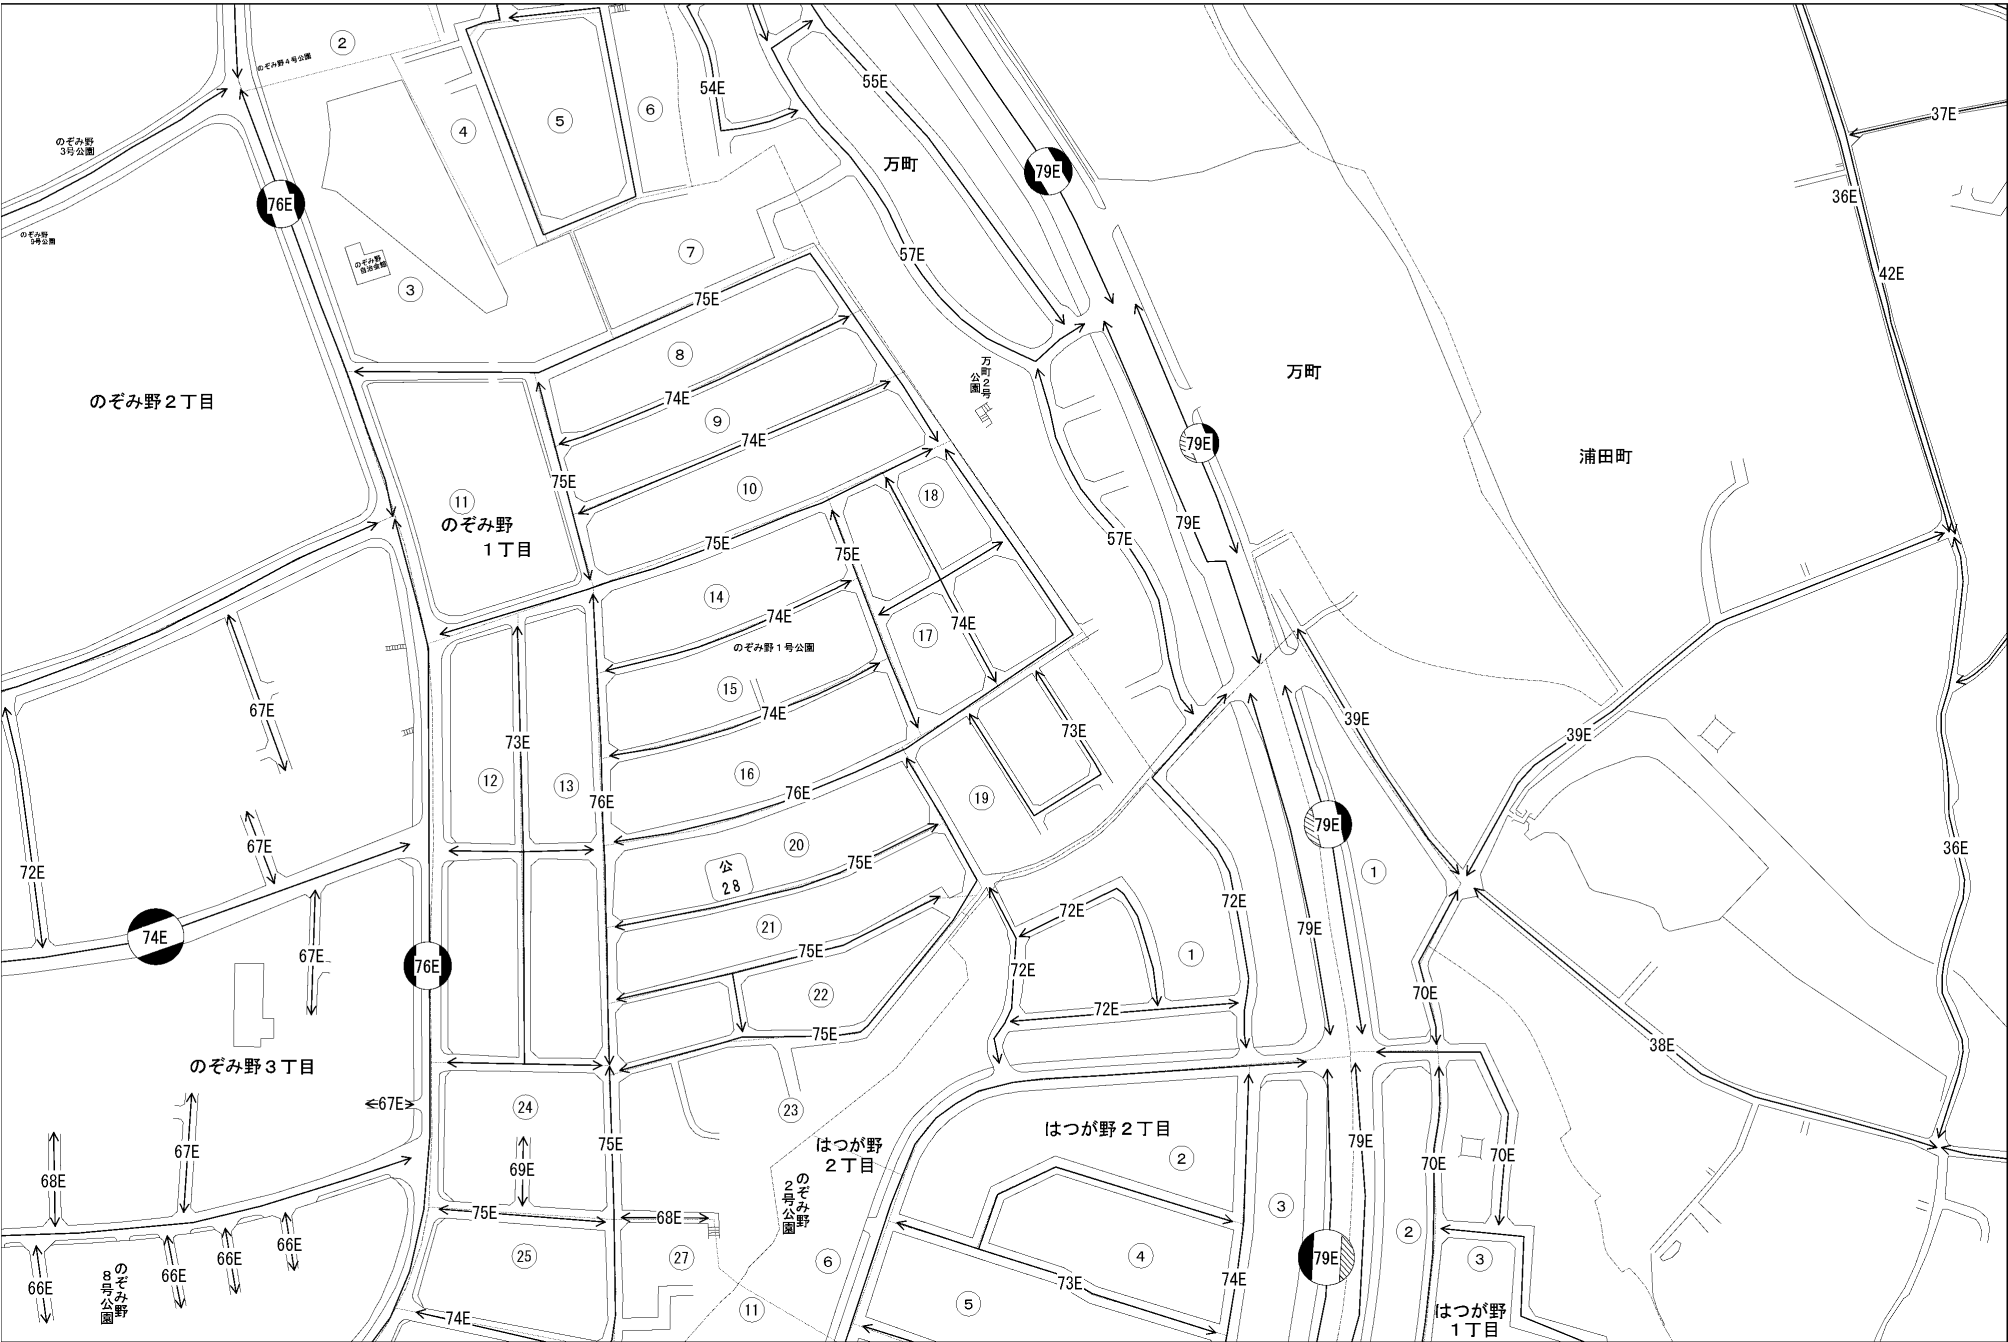 ②
のぞみ野4号公園
④
⑤
⑥
54E
55E
37E
のぞみ野
3号公園
万町
79E
76E
36E
のぞみ野
9号公園
のぞみ野
自治会館
③
⑦
57E
42E
75E
⑧
万町2号
公園
万町
のぞみ野2丁目
74E
⑨
74E
79E
浦田町
75E
⑩
⑪
⑱
のぞみ野
1丁目
75E
75E
79E
57E
⑭
74E
74E
⑰
のぞみ野1号公園
⑮
74E
67E
73E
73E
39E
39E
⑫
⑬
⑯
76E
76E
⑲
79E
67E
72E
⑳
75E
公
28
①
36E
72E
72E
㉑
79E
74E
67E
76E
75E
①
72E
㉒
70E
72E
75E
38E
のぞみ野3丁目
67E
㉔
㉓
67E
75E
はつが野
2丁目
はつが野2丁目
79E
②
70E
70E
68E
69E
のぞみ野
2号公園
75E
68E
③
②
66E
66E
66E
66E
のぞみ野
8号公園
㉕
㉗
⑥
④
79E
③
73E
74E
⑤
⑪
74E
はつが野
1丁目